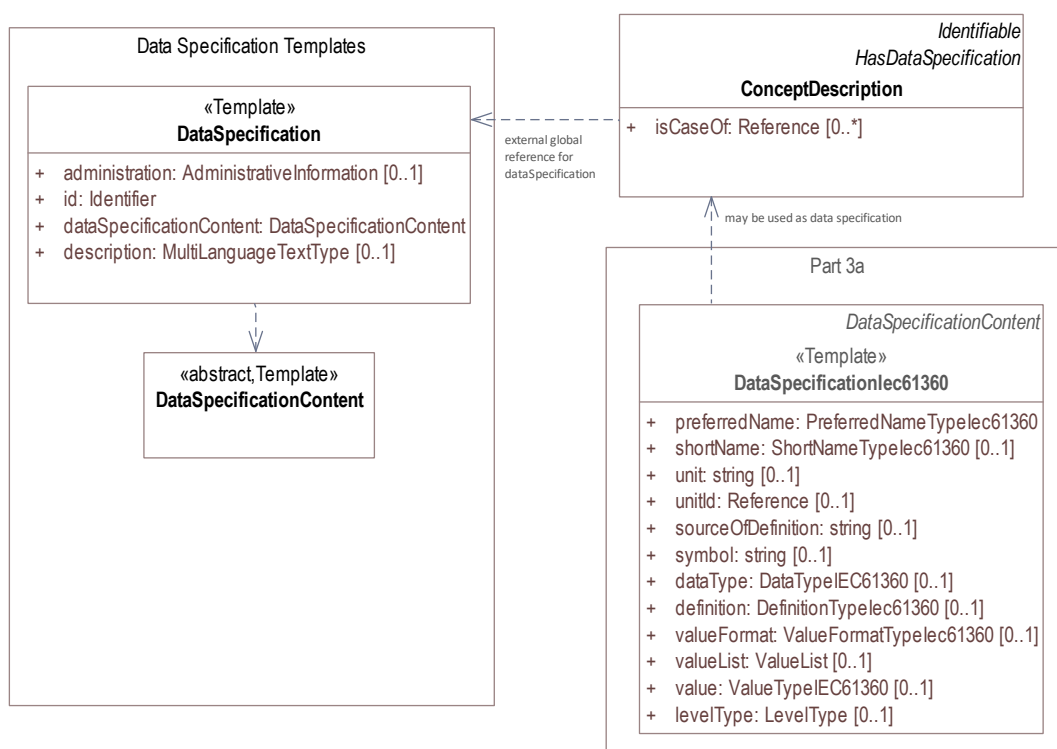 Data Specification Templates
«Template»
DataSpecification
+ administration: AdministrativeInformation [0..1]
+ id: Identifier
+ dataSpecificationContent: DataSpecificationContent
+ description: MultiLanguageTextType [0..1]
«abstract,Template»
DataSpecificationContent
external global
reference for
dataSpecification
Identifiable
HasDataSpecification
ConceptDescription
+ isCaseOf: Reference [0..*]
may be used as data specification
Part 3a
DataSpecificationContent
«Template»
DataSpecificationIec61360
+ preferredName: PreferredNameTypeIec61360
+ shortName: ShortNameTypeIec61360 [0..1]
+ unit: string [0..1]
+ unitId: Reference [0..1]
+ sourceOfDefinition: string [0..1]
+ symbol: string [0..1]
+ dataType: DataTypeIEC61360 [0..1]
+ definition: DefinitionTypeIec61360 [0..1]
+ valueFormat: ValueFormatTypeIec61360 [0..1]
+ valueList: ValueList [0..1]
+ value: ValueTypeIEC61360 [0..1]
+ levelType: LevelType [0..1]